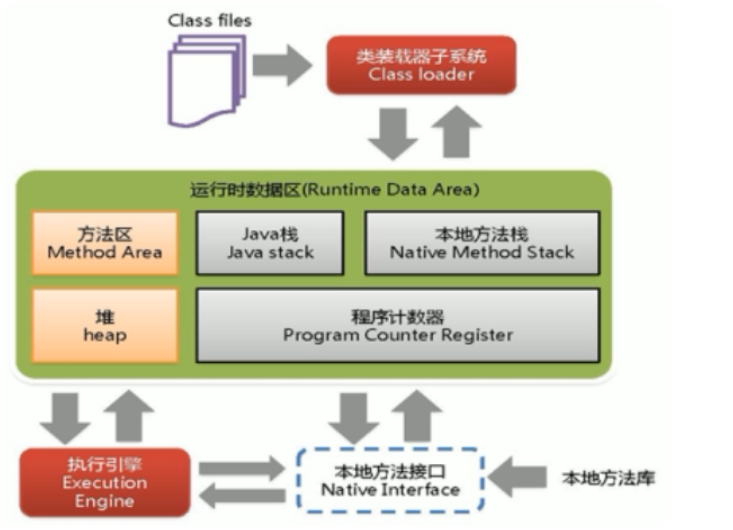 Class files
类装载器子系统
Class loader
运行时数据区(Runtime Data Area)
方法区
Method Area
Java栈
Java stack
本地方法栈
Native Method Stack
堆
heap
程序计数器
Program Counter Register
执行引擎
Execution
Engine
本地方法接口
Native Interface
本地方法库